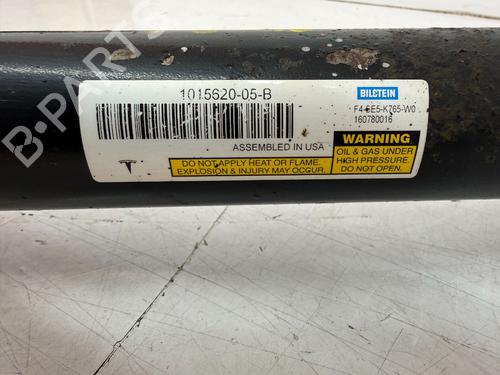 B-PARTS
1015620-05-B
BILSTEIN
F4-BE5-K765-W0
160780016
ASSEMBLED IN USA
WARNING
OIL & GAS UNDER
HIGH PRESSURE.
DO NOT OPEN.
DO NOT APPLY HEAT OR FLAME.
EXPLOSION & INJURY MAY OCCUR.